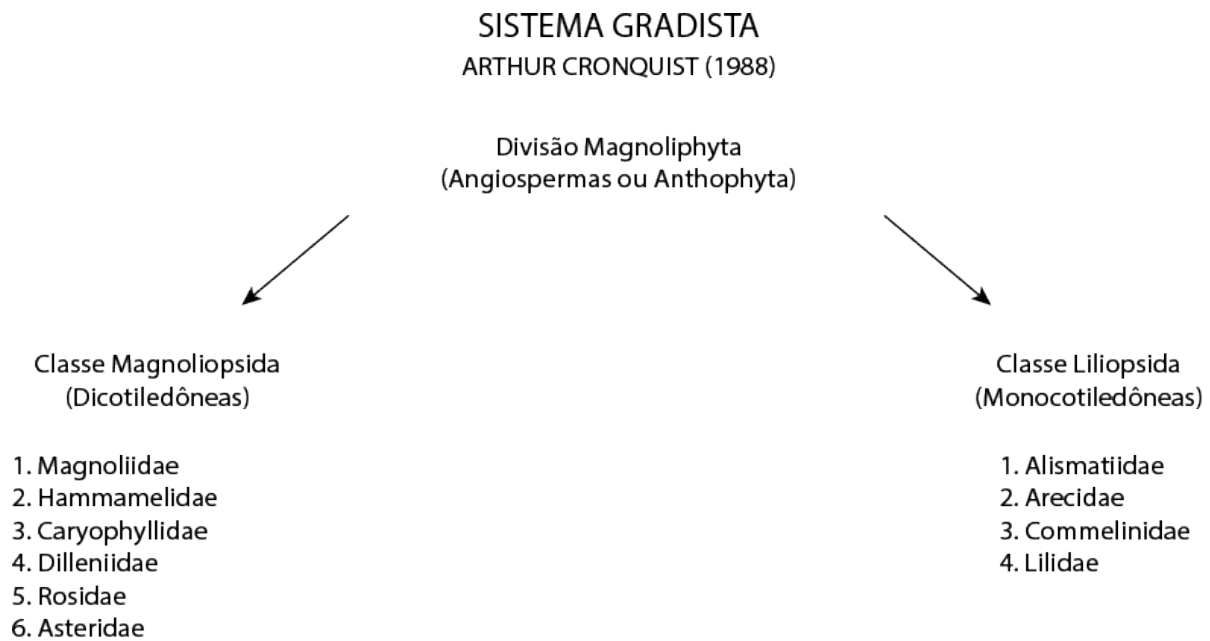 SISTEMA GRADISTA
ARTHUR CRONQUIST (1988)
Divisão Magnoliphyta
(Angiospermas ou Anthophyta)
Classe Magnoliopsida
(Dicotiledôneas)
1. Magnoliidae
2. Hammamelidae
3. Caryophyllidae
4. Dilleniidae
5. Rosidae
6. Asteridae
Classe Liliopsida
(Monocotiledôneas)
1. Alismatiidae
2. Arecidae
3. Commelinidae
4. Lilidae